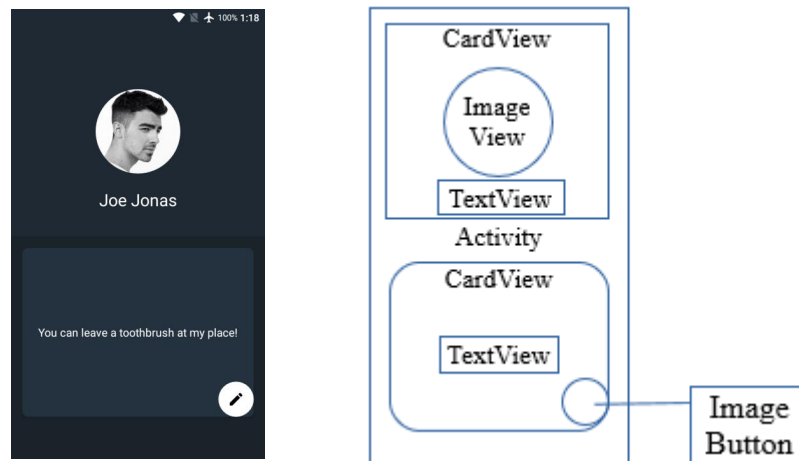 100% 1:18
Joe Jonas
You can leave a toothbrush at my place!
CardView
Image
View
TextView
Activity
CardView
TextView
Image
Button